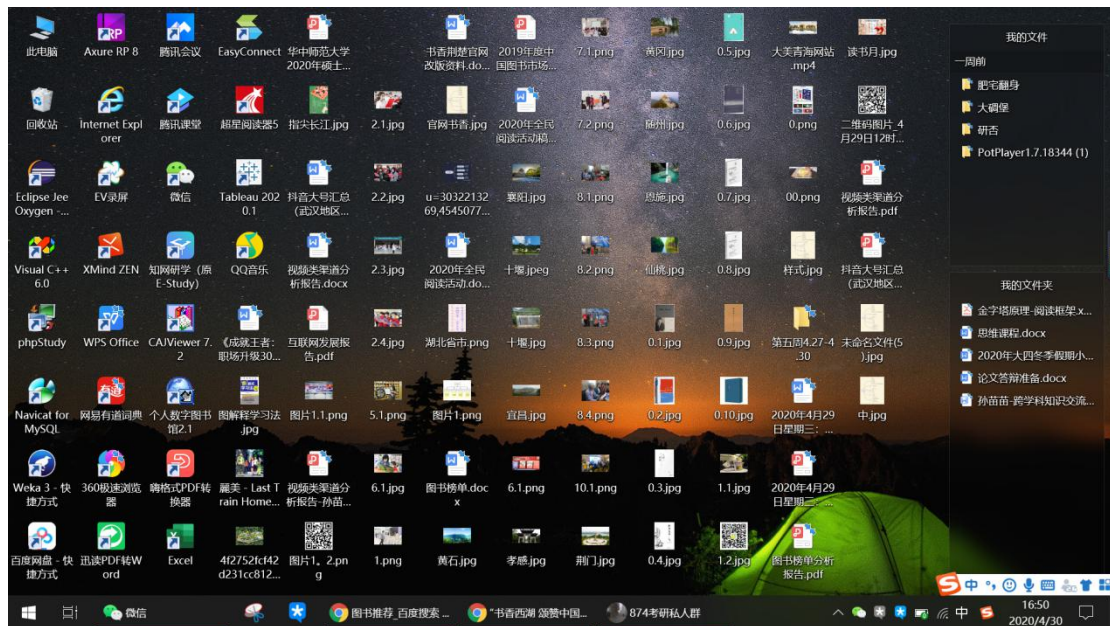 此电脑
Axure RP 8
腾讯会议
EasyConnect
华中师范大学
2020年硕士...
书香荆楚官网
改版资料.do...
2019年度中
国图书市场...
7.1.png
黄冈.jpg
0.5.jpg
大美青海网站
.mp4
读书月.jpg
回收站
Internet Expl
orer
腾讯课堂
超星阅读器5
指尖长江.jpg
2.1.jpg
官网书香.jpg
2020年全民
阅读活动稿...
7.2.png
随州.jpg
0.6.jpg
0.png
二维码图片_4
月29日12时...
Eclipse Jee
Oxygen -...
EV录屏
微信
Tableau 202
0.1
抖音大号汇总
(武汉地区...
2.2.jpg
u=30322132
69,4545077...
襄阳.jpg
8.1.png
恩施.jpg
0.7.jpg
00.png
视频类渠道分
析报告.pdf
Visual C++
6.0
XMind ZEN
知网研学（原
E-Study)
QQ音乐
视频类渠道分
析报告.docx
2.3.jpg
2020年全民
阅读活动.do...
十堰.jpeg
8.2.png
仙桃.jpg
0.8.jpg
样式.jpg
抖音大号汇总
(武汉地区...
phpStudy
WPS Office
CAJViewer 7.
2
《成就王者：
职场升级30...
互联网发展报
告.pdf
2.4.jpg
湖北省市.png
十堰.jpg
8.3.png
0.1.jpg
0.9.jpg
第五周4.27-4
.30
未命名文件(5
).jpg
Navicat for
MySQL
网易有道词典
个人数字图书
馆2.1
图解释学习法
.jpg
图片1.1.png
5.1.png
图片1.png
宜昌.jpg
8.4.png
0.2.jpg
0.10.jpg
2020年4月29
日星期三：...
中.jpg
Weka 3 - 快
捷方式
360极速浏览
器
嗨格式PDF转
换器
麗美 - Last T
rain Home...
视频类渠道分
析报告-孙苗...
6.1.jpg
图书榜单.doc
x
6.1.png
10.1.png
0.3.jpg
1.1.jpg
2020年4月29
日星期三：...
百度网盘 - 快
捷方式
迅读PDF转W
ord
Excel
4f2752fcf42
d231cc812...
图片1。2.pn
g
1.png
黄石.jpg
孝感.jpg
荆门.jpg
0.4.jpg
1.2.jpg
图书榜单分析
报告.pdf
我的文件
一周前
肥宅翻身
大碉堡
研否
PotPlayer1.7.18344 (1)
我的文件夹
金字塔原理-阅读框架.x...
思维课程.docx
2020年大四冬季假期小...
论文答辩准备.docx
孙苗苗-跨学科知识交流...
中
微信
图书推荐_百度搜索 ...
"书香西湖 颂赞中国...
874考研私人群
中
16:50
2020/4/30